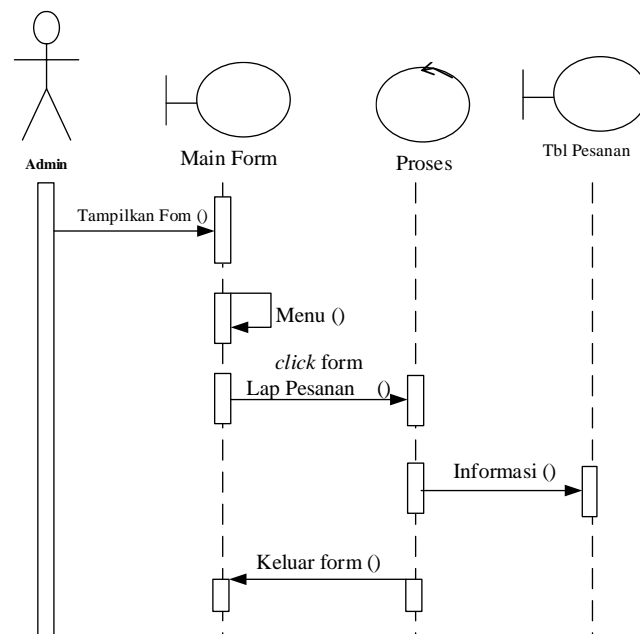 Admin
Main Form
Proses
Tbl Pesanan
Tampilkan Fom ()
Menu ()
click form
Lap Pesanan ()
Informasi ()
Keluar form ()